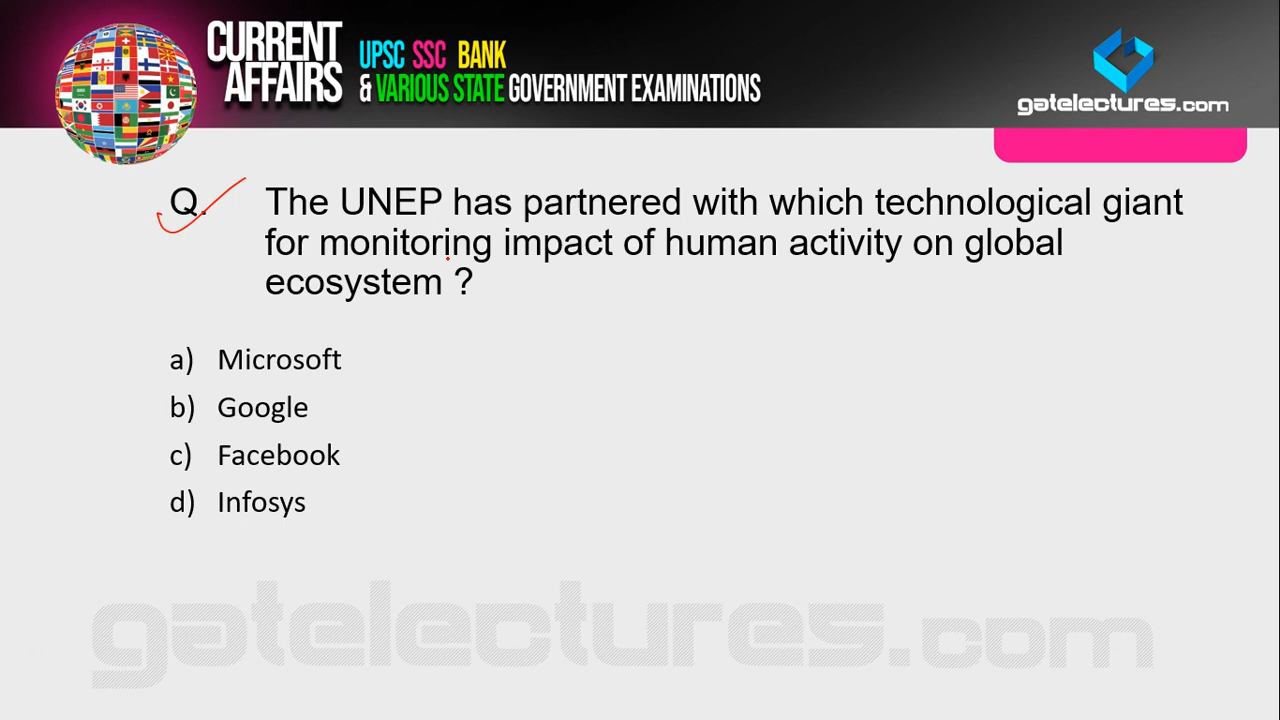 CURRENT
AFFAIRS
UPSC SSC BANK
& VARIOUS STATE GOVERNMENT EXAMINATIONS
gatelectures.com
Q. The UNEP has partnered with which technological giant
for monitoring impact of human activity on global
ecosystem ?
a) Microsoft
b) Google
c) Facebook
d) Infosys
gatelectures.com